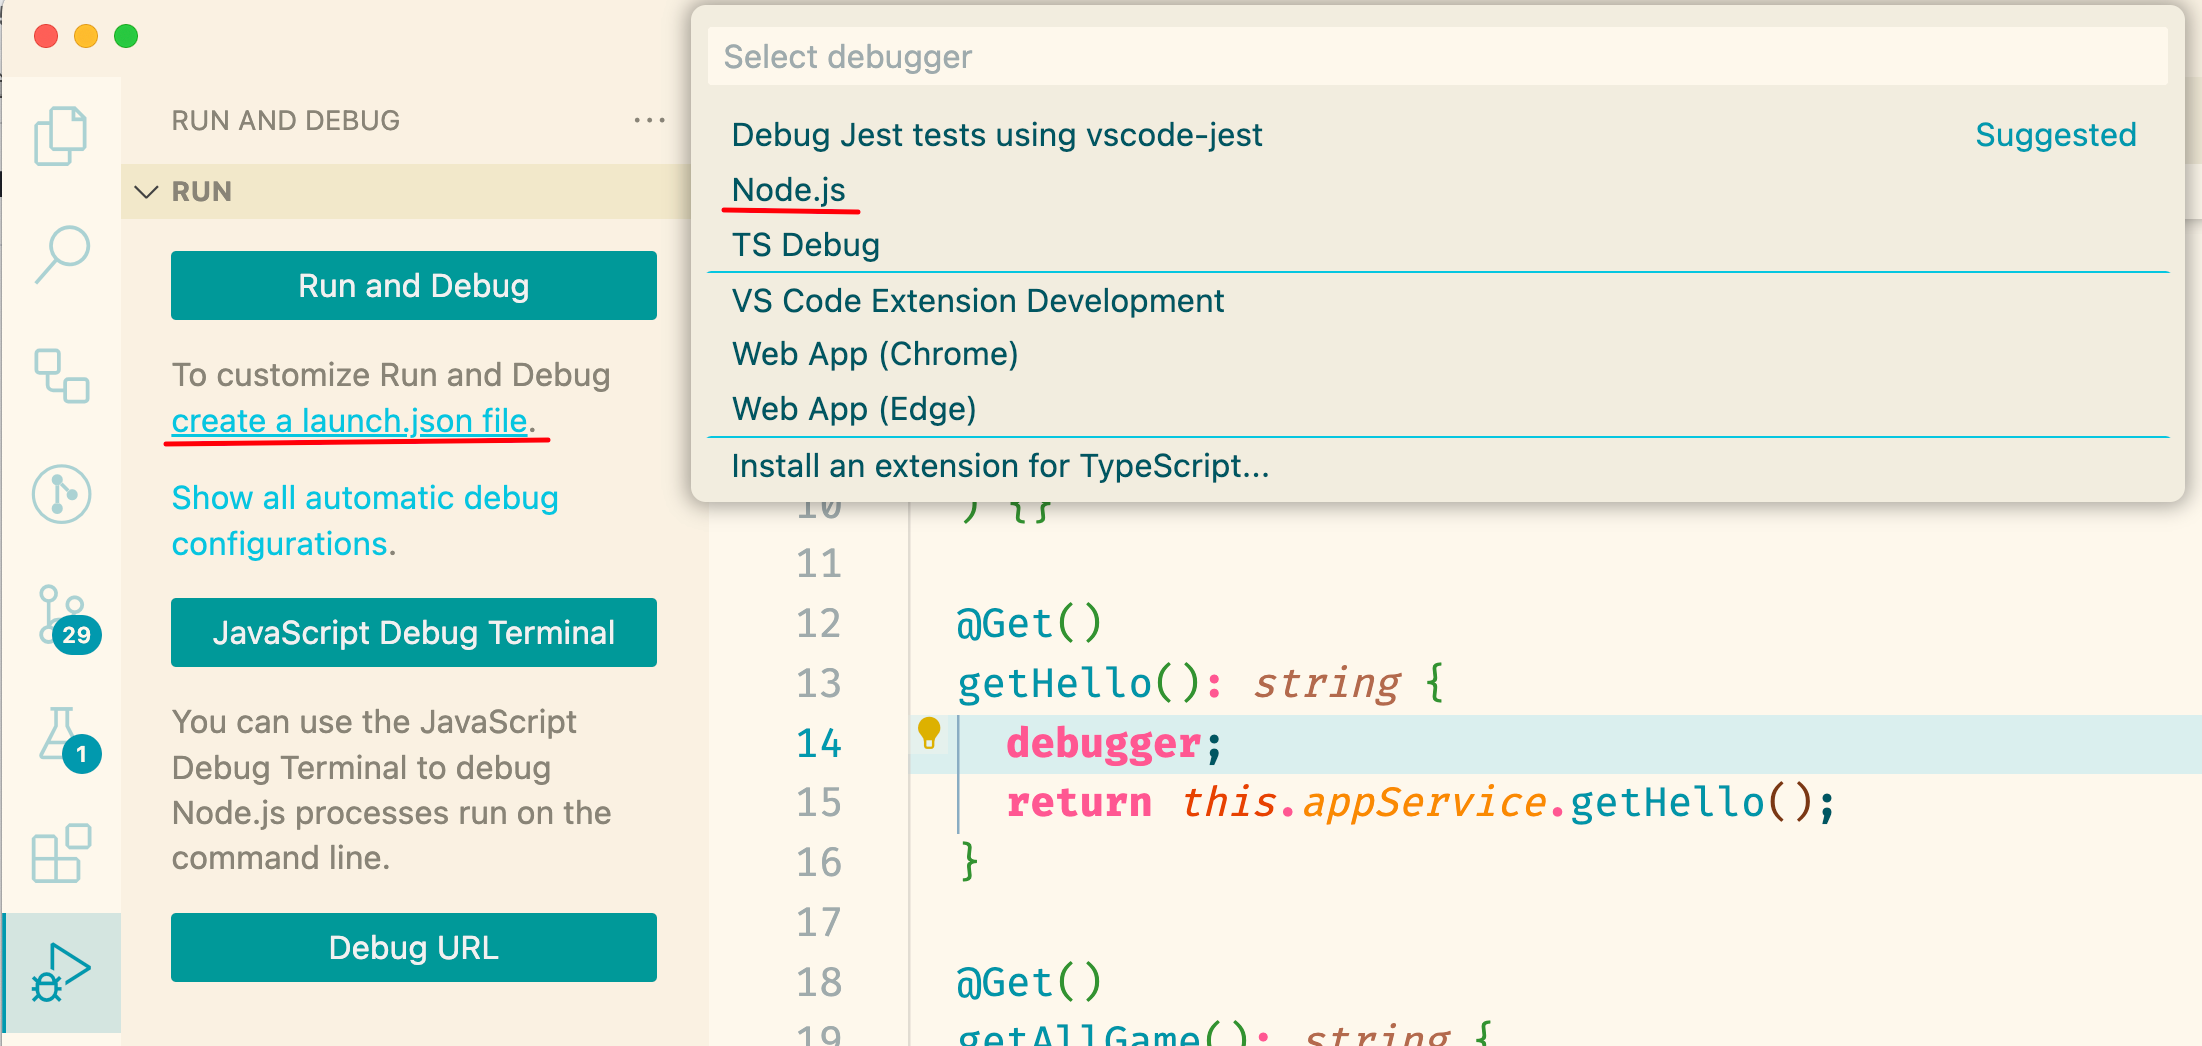 RUN AND DEBUG ...
RUN
Run and Debug
To customize Run and Debug
create a launch.json file.
Show all automatic debug
configurations.
JavaScript Debug Terminal
You can use the JavaScript
Debug Terminal to debug
Node.js processes run on the
command line.
Debug URL
29
1
Select debugger
Debug Jest tests using vscode-jest Suggested
Node.js
TS Debug
VS Code Extension Development
Web App (Chrome)
Web App (Edge)
Install an extension for TypeScript...
10 ) {}
11
12 @Get()
13 getHello(): string {
14 debugger;
15 return this.appService.getHello();
16 }
17
18 @Get()
19 getAllGame(): string {